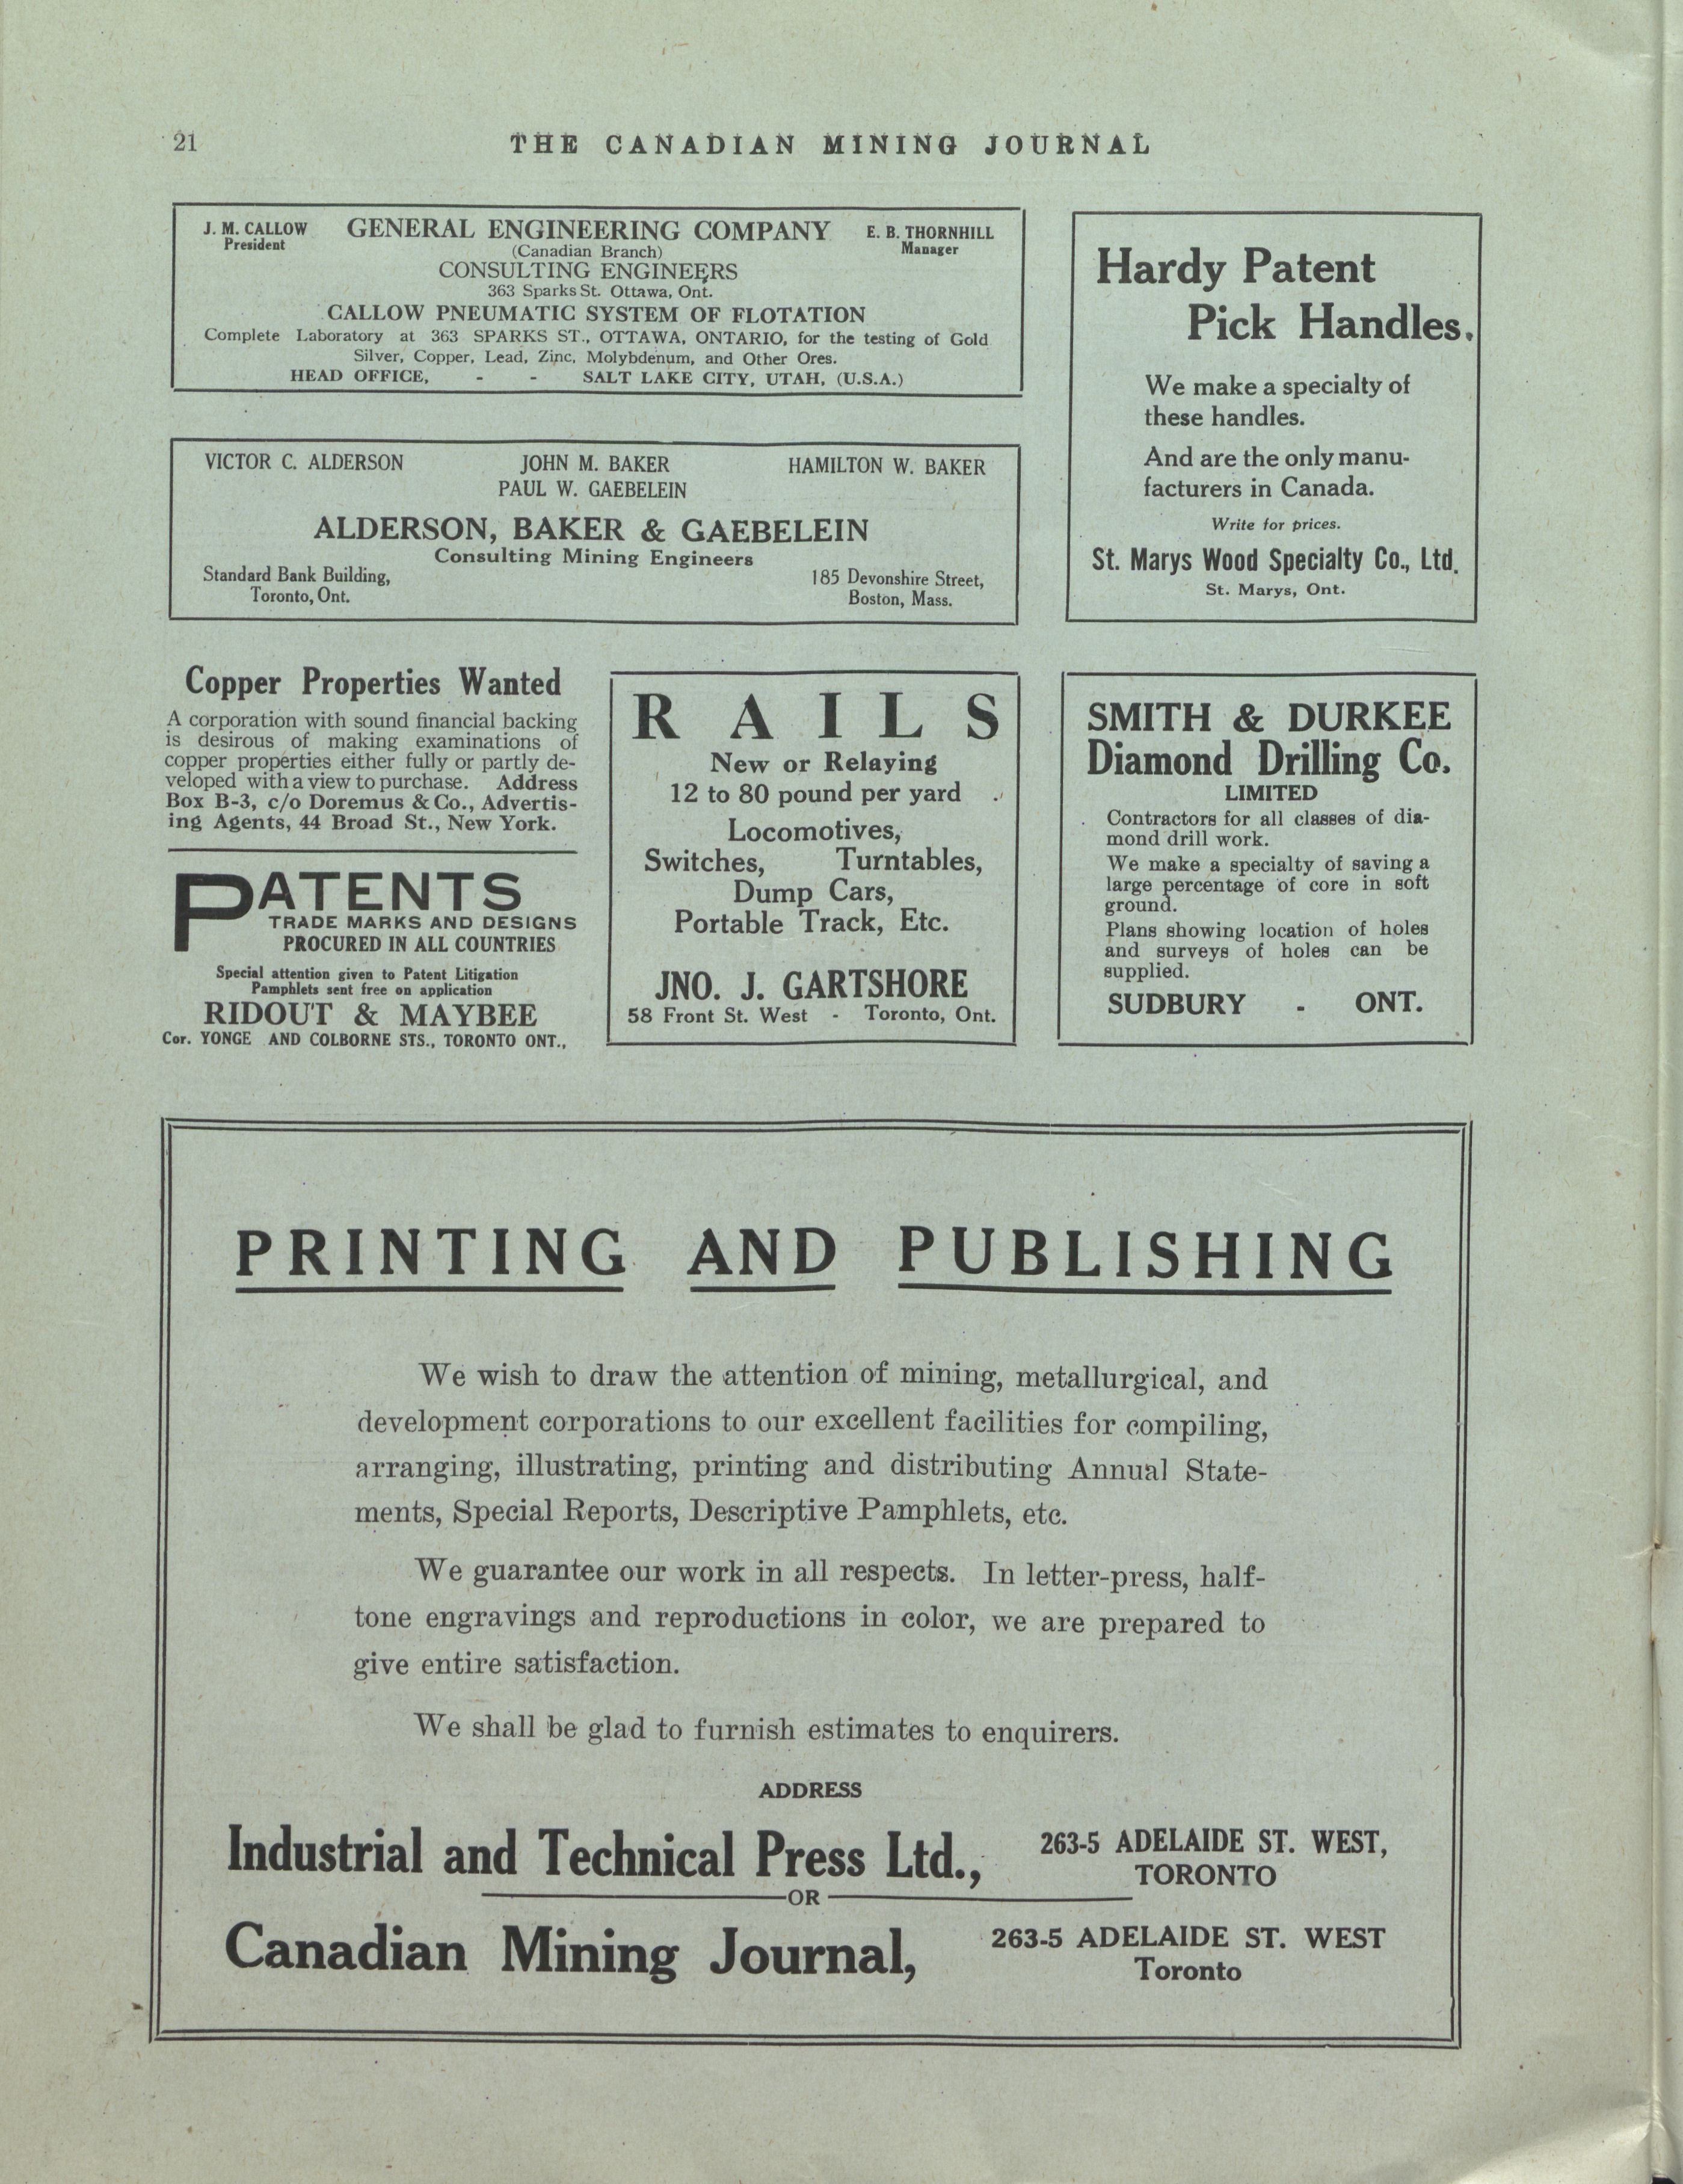 21
THE CANADIAN MINING JOURNAL
J. M. CALLOW
President
GENERAL ENGINEERING COMPANY
E. B. THORNHILL
Manager
(Canadian Branch)
CONSULTING ENGINEERS
363 Sparks St. Ottawa, Ont.
CALLOW PNEUMATIC SYSTEM OF FLOTATION
Complete Laboratory at 363 SPARKS ST., OTTAWA, ONTARIO, for the testing of Gold
Silver, Copper, Lead, Zinc, Molybdenum, and Other Ores.
HEAD OFFICE, - - SALT LAKE CITY, UTAH, (U.S.A.)
VICTOR C. ALDERSON JOHN M. BAKER HAMILTON W. BAKER
PAUL W. GAEBELEIN
ALDERSON, BAKER & GAEBELEIN
Consulting Mining Engineers
Standard Bank Building,
Toronto, Ont.
185 Devonshire Street,
Boston, Mass.
Hardy Patent
Pick Handles.
We make a specialty of
these handles.
And are the only manu-
facturers in Canada.
Write for prices.
St. Marys Wood Specialty Co., Ltd.
St. Marys, Ont.
Copper Properties Wanted
A corporation with sound financial backing
is desirous of making examinations of
copper properties either fully or partly de-
veloped with a view to purchase. Address
Box B-3, c/o Doremus & Co., Advertis-
ing Agents, 44 Broad St., New York.
PATENTS
TRADE MARKS AND DESIGNS
PROCURED IN ALL COUNTRIES
Special attention given to Patent Litigation
Pamphlets sent free on application
RIDOUT & MAYBEE
Cor. YONGE AND COLBORNE STS., TORONTO ONT.,
RAILS
New or Relaying
12 to 80 pound per yard
Locomotives,
Switches, Turntables,
Dump Cars,
Portable Track, Etc.
JNO. J. GARTSHORE
58 Front St. West - Toronto, Ont.
SMITH & DURKEE
Diamond Drilling Co.
LIMITED
Contractors for all classes of dia-
mond drill work.
We make a specialty of saving a
large percentage of core in soft
ground.
Plans showing location of holes
and surveys of holes can be
supplied.
SUDBURY - ONT.
PRINTING AND PUBLISHING
We wish to draw the attention of mining, metallurgical, and
development corporations to our excellent facilities for compiling,
arranging, illustrating, printing and distributing Annual State-
ments, Special Reports, Descriptive Pamphlets, etc.
We guarantee our work in all respects. In letter-press, half-
tone engravings and reproductions in color, we are prepared to
give entire satisfaction.
We shall be glad to furnish estimates to enquirers.
ADDRESS
Industrial and Technical Press Ltd.,
263-5 ADELAIDE ST. WEST,
TORONTO
OR
Canadian Mining Journal,
263-5 ADELAIDE ST. WEST
Toronto